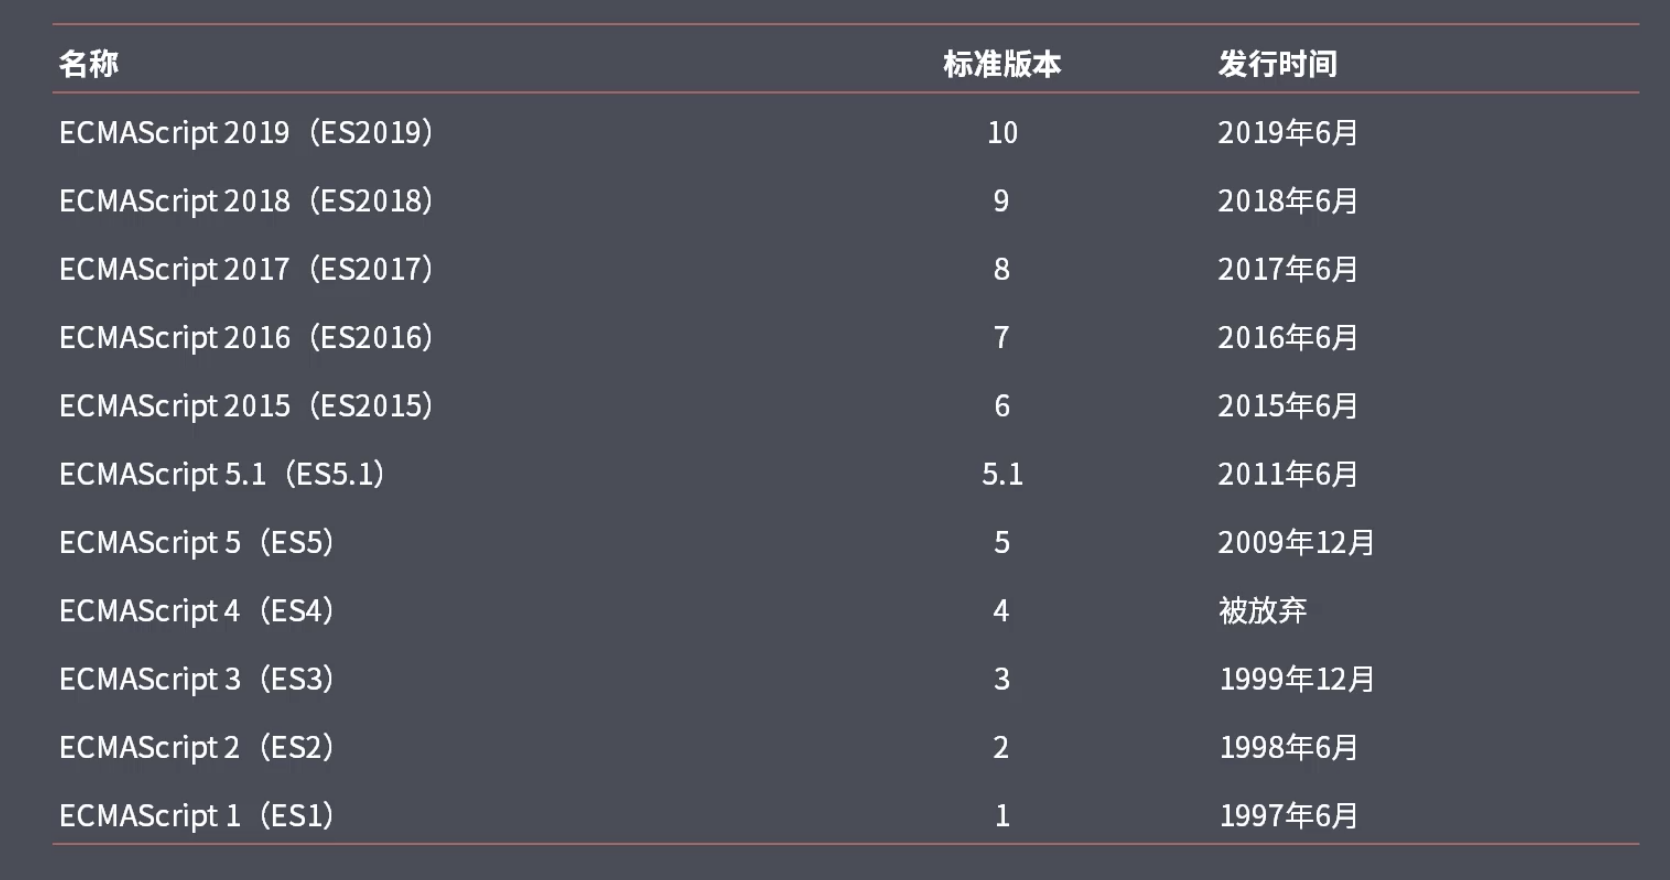 名称 标准版本 发行时间
ECMAScript 2019（ES2019） 10 2019年6月
ECMAScript 2018（ES2018） 9 2018年6月
ECMAScript 2017（ES2017） 8 2017年6月
ECMAScript 2016（ES2016） 7 2016年6月
ECMAScript 2015（ES2015） 6 2015年6月
ECMAScript 5.1（ES5.1） 5.1 2011年6月
ECMAScript 5（ES5） 5 2009年12月
ECMAScript 4（ES4） 4 被放弃
ECMAScript 3（ES3） 3 1999年12月
ECMAScript 2（ES2） 2 1998年6月
ECMAScript 1（ES1） 1 1997年6月